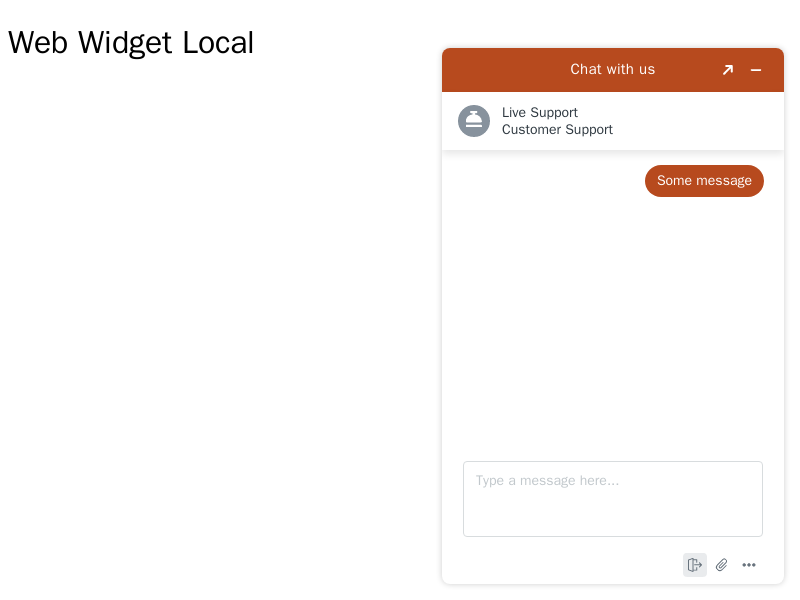 Web Widget Local
Chat with us
Live Support
Customer Support
Some message
Type a message here...